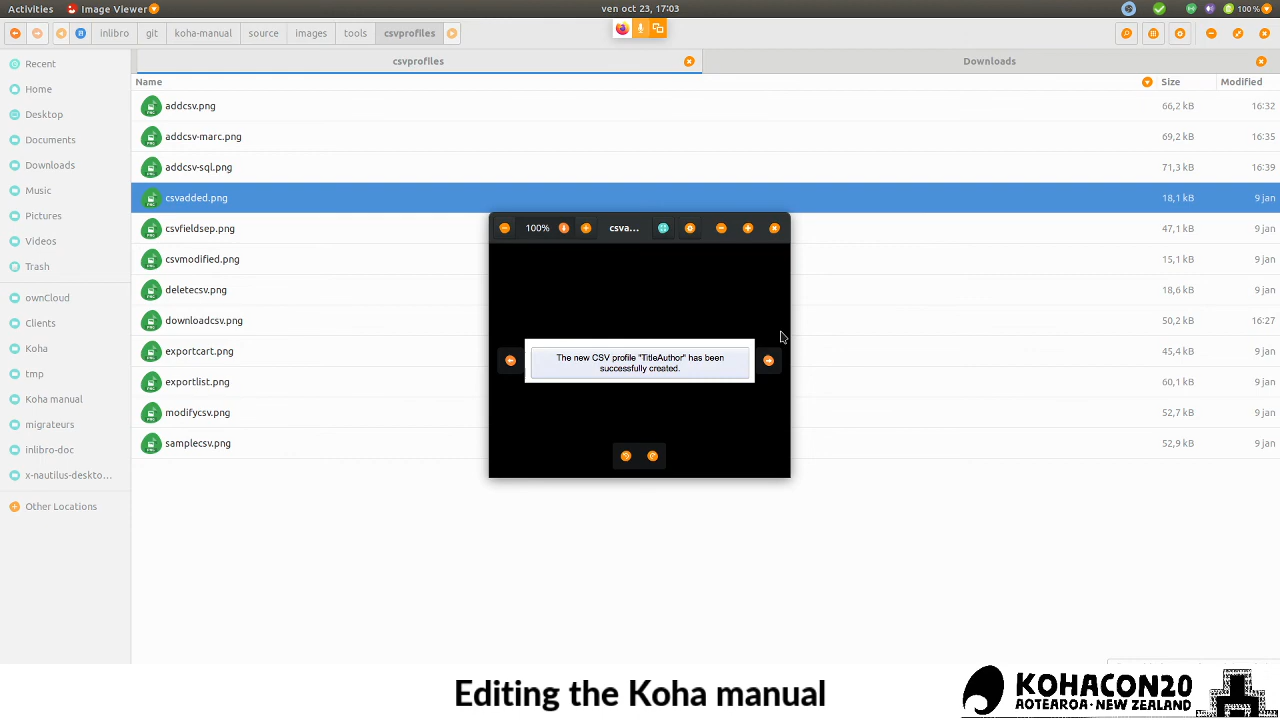 Activities Image Viewer ven oct 23, 17:03 100%
inlibro git koha-manual source images tools csvprofiles
csvprofiles Downloads
Name Size Modified
Recent
Home
Desktop
Documents
Downloads
Music
Pictures
Videos
Trash
ownCloud
Clients
Koha
tmp
Koha manual
migrateurs
inlibro-doc
x-nautilus-deskto...
Other Locations
addcsv.png 66,2 kB 16:32
addcsv-marc.png 69,2 kB 16:35
addcsv-sql.png 71,3 kB 16:39
csvadded.png 18,1 kB 9 jan
csvfieldsep.png 47,1 kB 9 jan
csvmodified.png 15,1 kB 9 jan
deletecsv.png 18,6 kB 9 jan
downloadcsv.png 50,2 kB 16:27
exportcart.png 45,4 kB 9 jan
exportlist.png 60,1 kB 9 jan
modifycsv.png 52,7 kB 9 jan
samplecsv.png 52,9 kB 9 jan
100% csva...
The new CSV profile "TitleAuthor" has been
successfully created.
Editing the Koha manual
KOHACON20
AOTEAROA · NEW ZEALAND